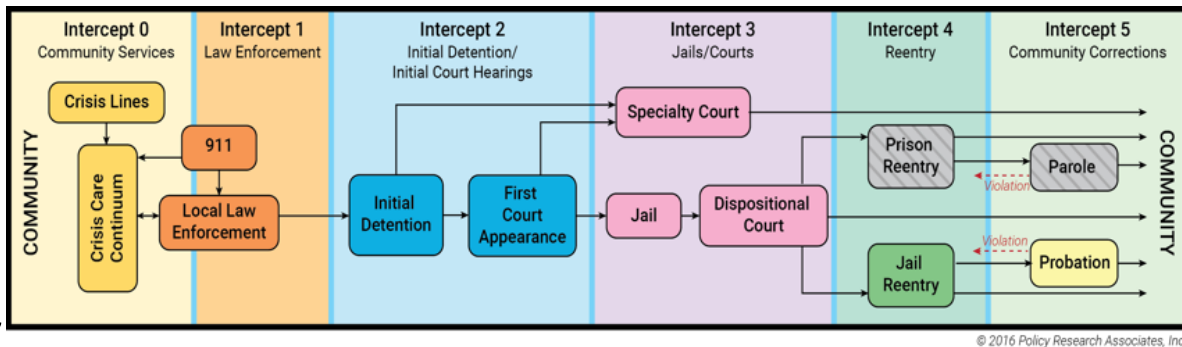 Intercept 0
Community Services
Intercept 1
Law Enforcement
Intercept 2
Initial Detention/
Initial Court Hearings
Intercept 3
Jails/Courts
Intercept 4
Reentry
Intercept 5
Community Corrections
COMMUNITY
Crisis Lines
Crisis Care
Continuum
911
Local Law
Enforcement
Initial
Detention
First
Court
Appearance
Specialty Court
Jail
Dispositional
Court
Prison
Reentry
Violation
Parole
Jail
Reentry
Violation
Probation
COMMUNITY
© 2016 Policy Research Associates, Inc